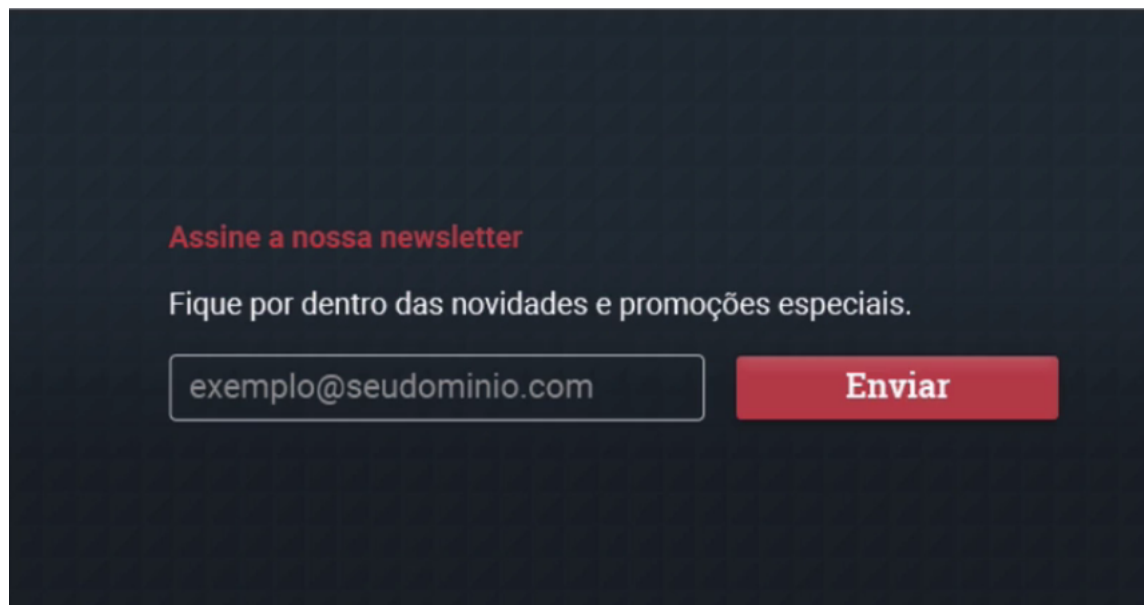 Assine a nossa newsletter
Fique por dentro das novidades e promoções especiais.
exemplo@seudominio.com
Enviar